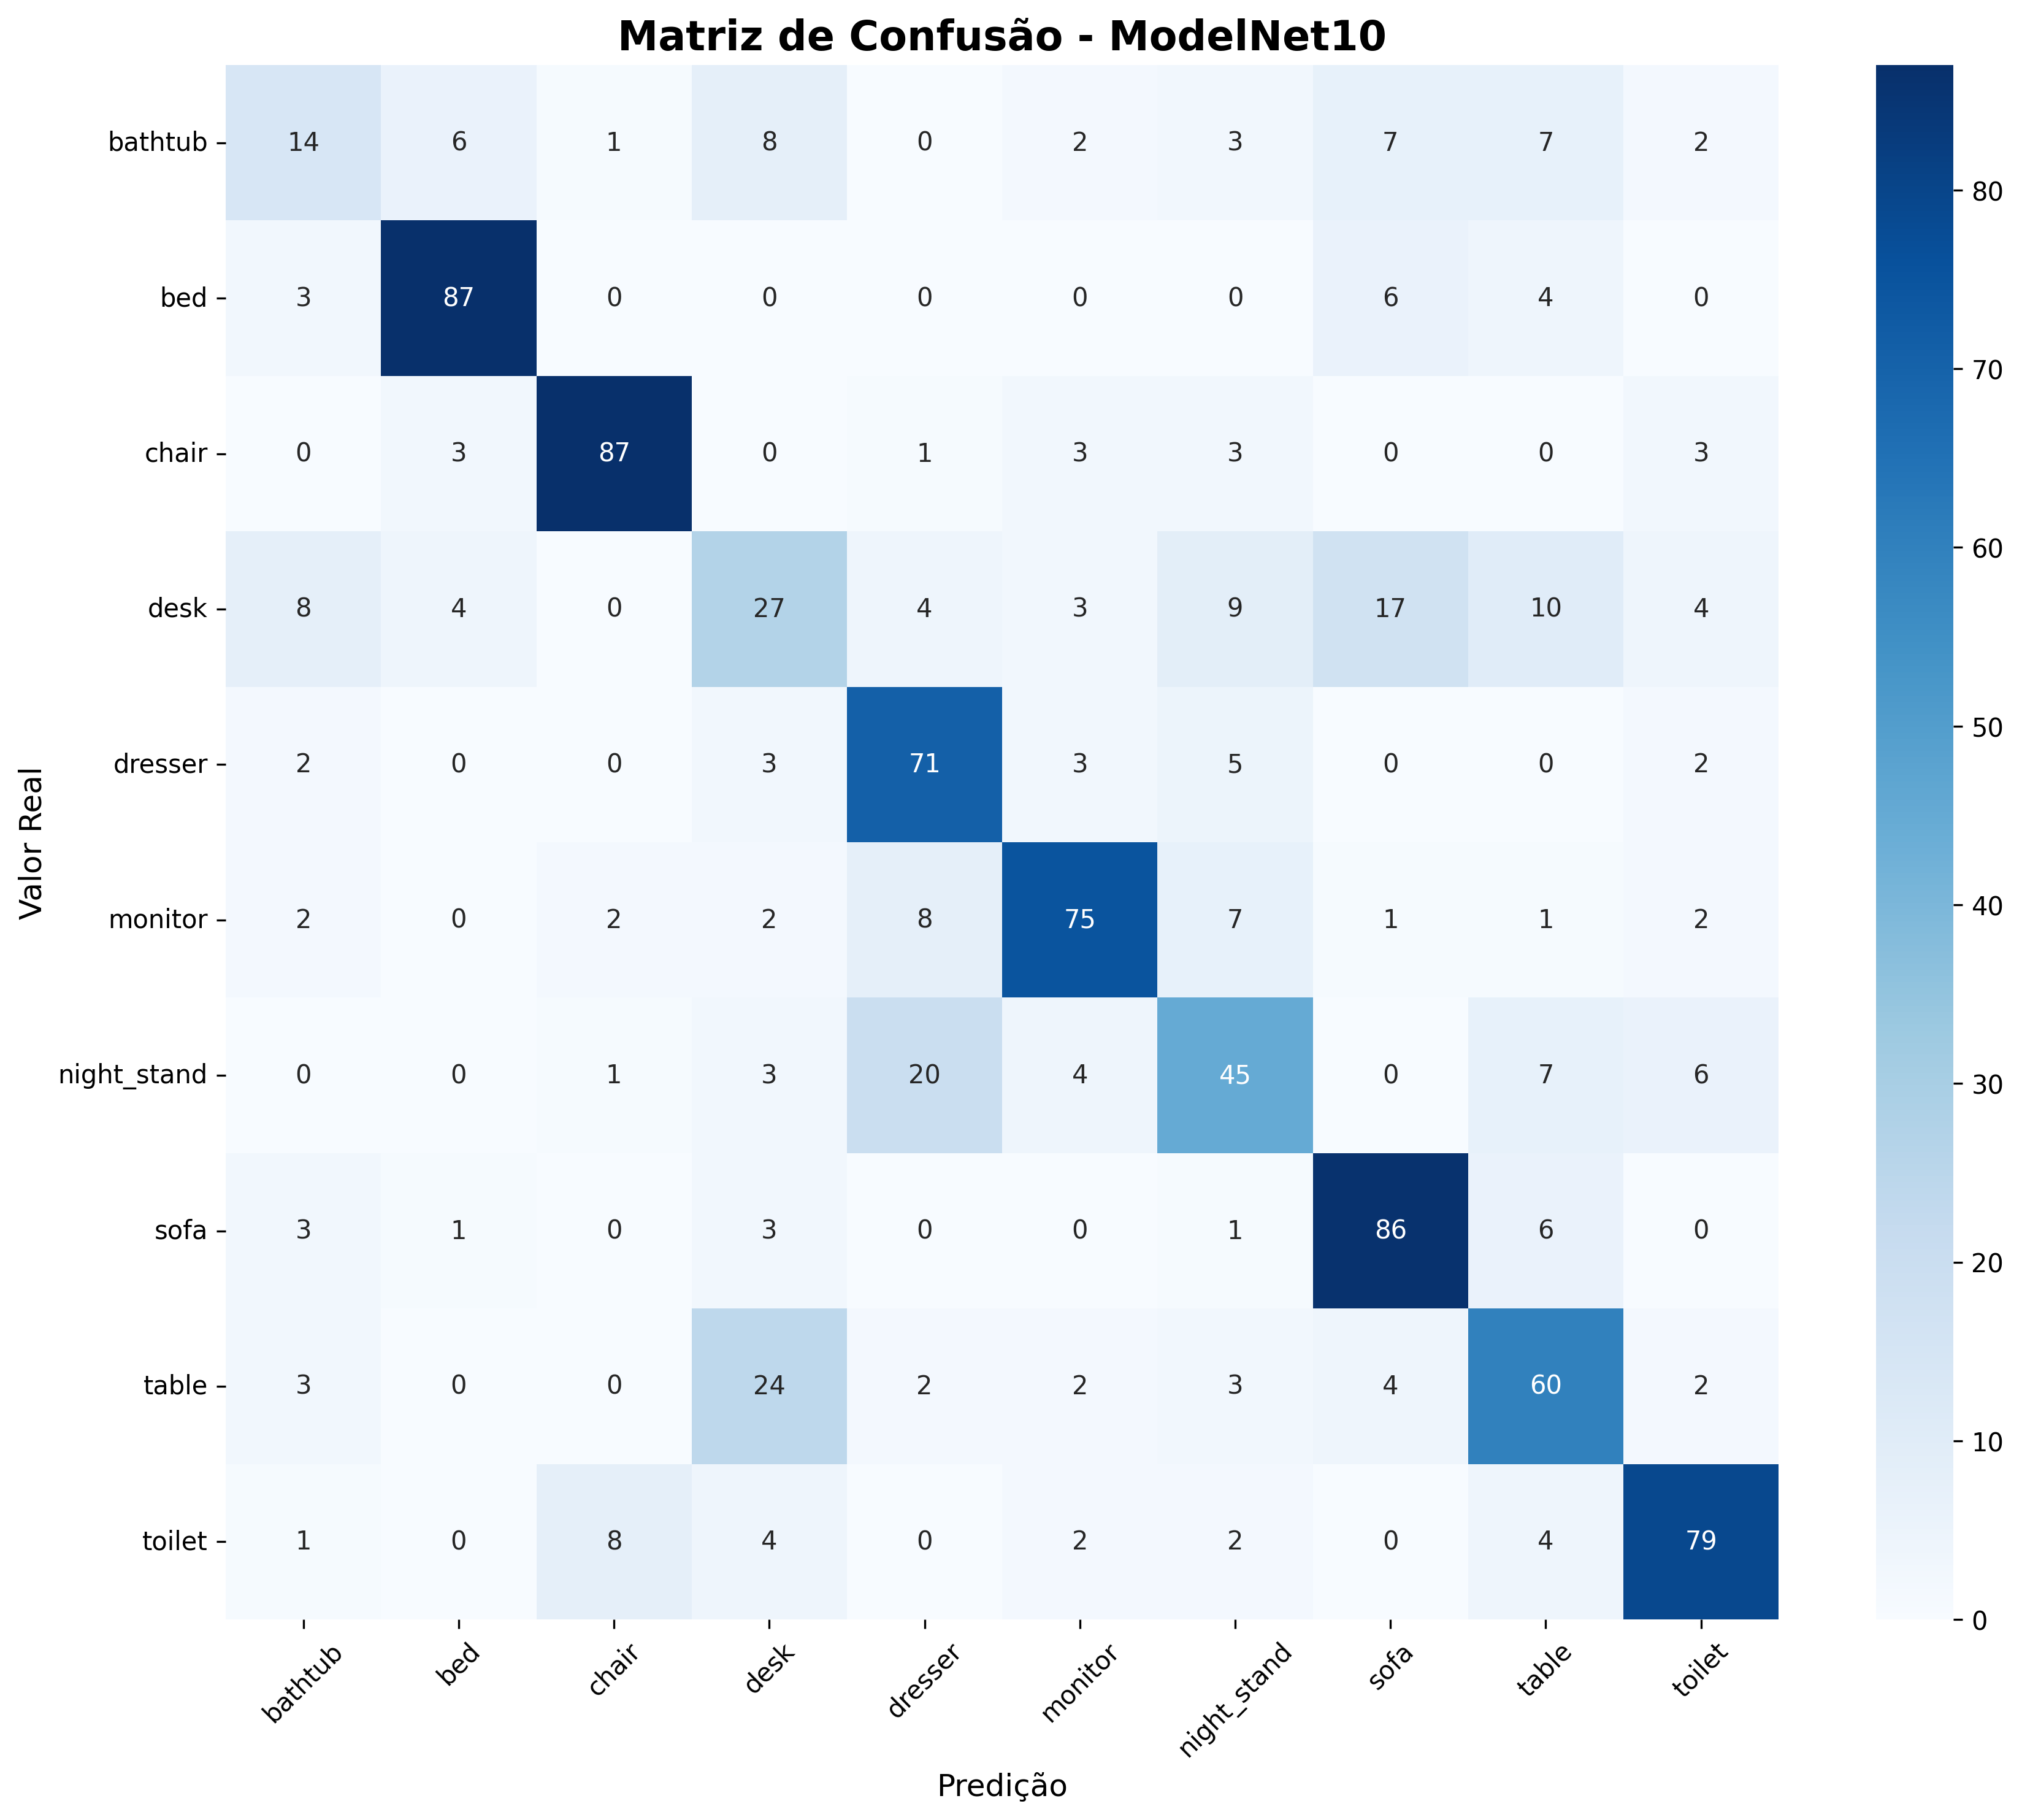 Matriz de Confusão - ModelNet10
bathtub 14 6 1 8 0 2 3 7 7 2
bed 3 87 0 0 0 0 0 6 4 0
chair 0 3 87 0 1 3 3 0 0 3
desk 8 4 0 27 4 3 9 17 10 4
dresser 2 0 0 3 71 3 5 0 0 2
monitor 2 0 2 2 8 75 7 1 1 2
night_stand 0 0 1 3 20 4 45 0 7 6
sofa 3 1 0 3 0 0 1 86 6 0
table 3 0 0 24 2 2 3 4 60 2
toilet 1 0 8 4 0 2 2 0 4 79
bathtub bed chair desk dresser monitor night_stand sofa table toilet
Predição
Valor Real
80
70
60
50
40
30
20
10
0